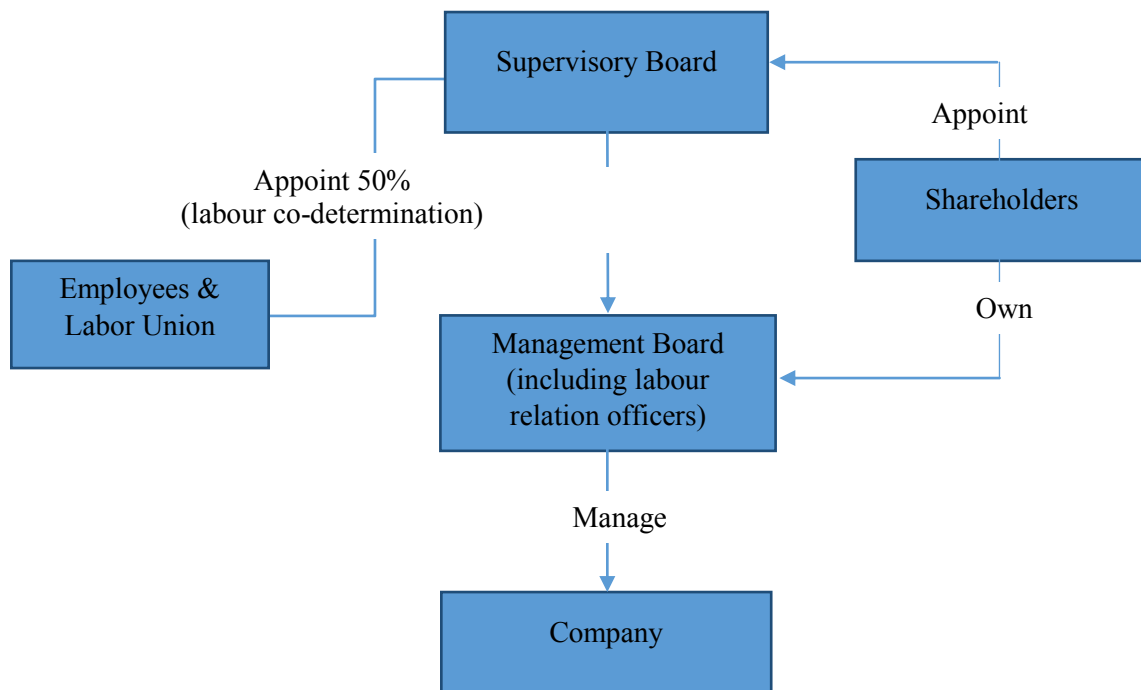 Supervisory Board
Appoint
Appoint 50%
(labour co-determination)
Shareholders
Employees &
Labor Union
Own
Management Board
(including labour
relation officers)
Manage
Company